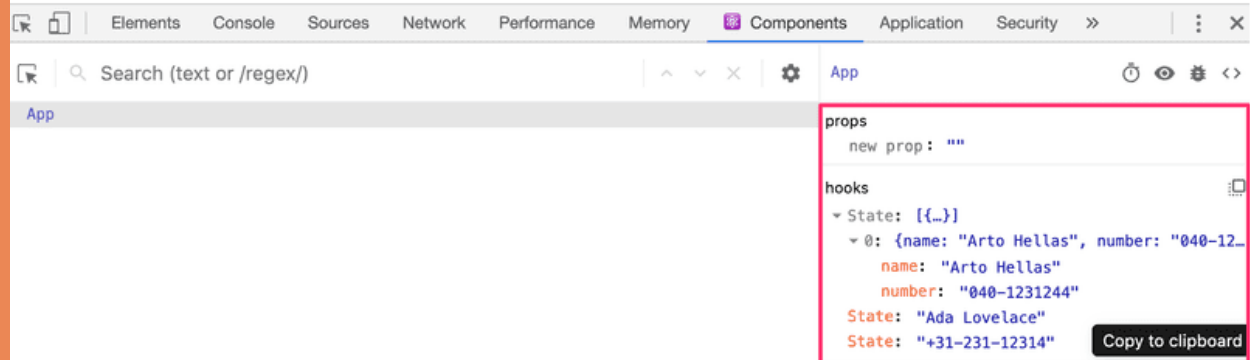 Elements Console Sources Network Performance Memory Components Application Security »
Search (text or /regex/)
App
App
props
new prop: ""
hooks
State: [{…}]
0: {name: "Arto Hellas", number: "040-12…
name: "Arto Hellas"
number: "040-1231244"
State: "Ada Lovelace"
State: "+31-231-12314"
Copy to clipboard